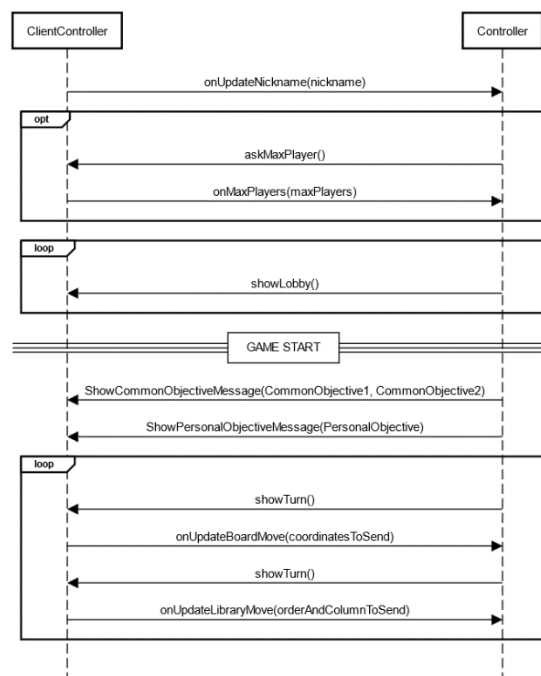 ClientController
Controller
onUpdateNickname(nickname)
opt
askMaxPlayer()
onMaxPlayers(maxPlayers)
loop
showLobby()
GAME START
ShowCommonObjectiveMessage(CommonObjective1, CommonObjective2)
ShowPersonalObjectiveMessage(PersonalObjective)
loop
showTurn()
onUpdateBoardMove(coordinatesToSend)
showTurn()
onUpdateLibraryMove(orderAndColumnToSend)